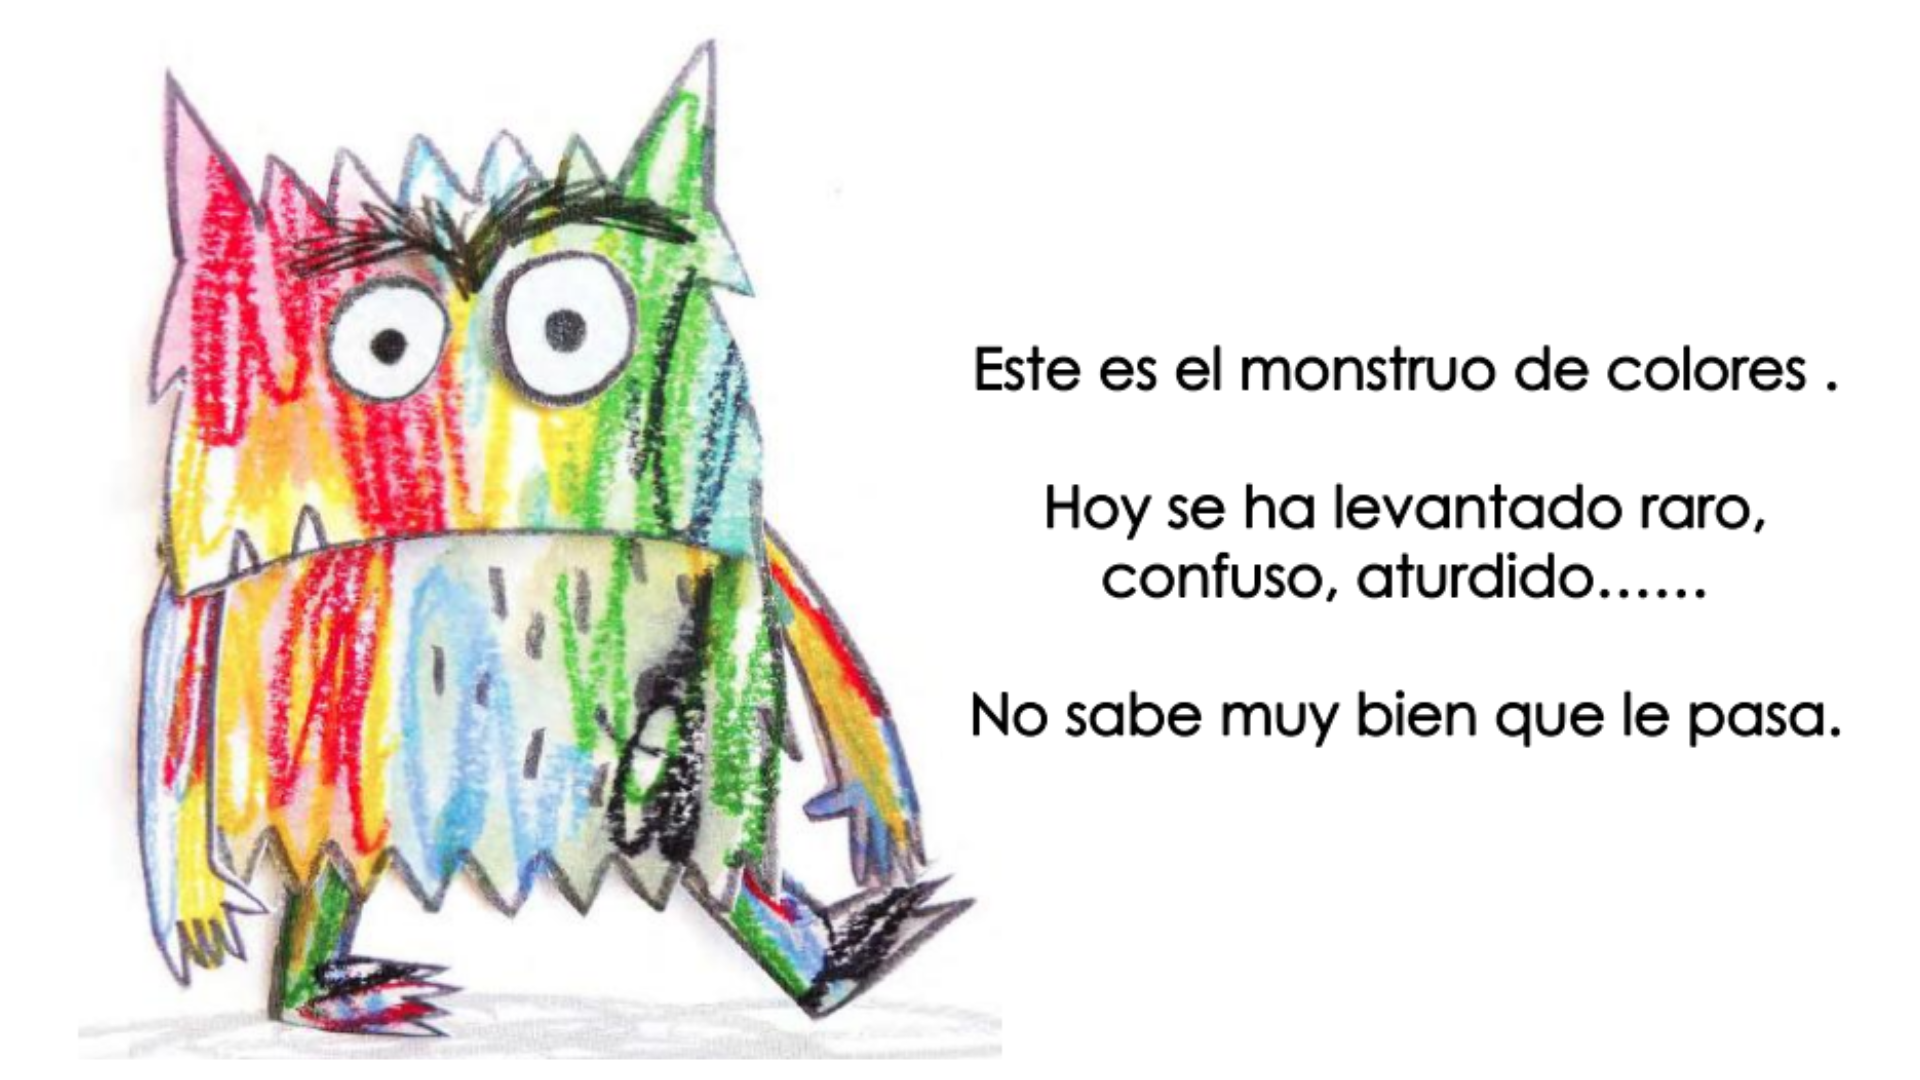 Este es el monstruo de colores .
Hoy se ha levantado raro,
confuso, aturdido......
No sabe muy bien que le pasa.